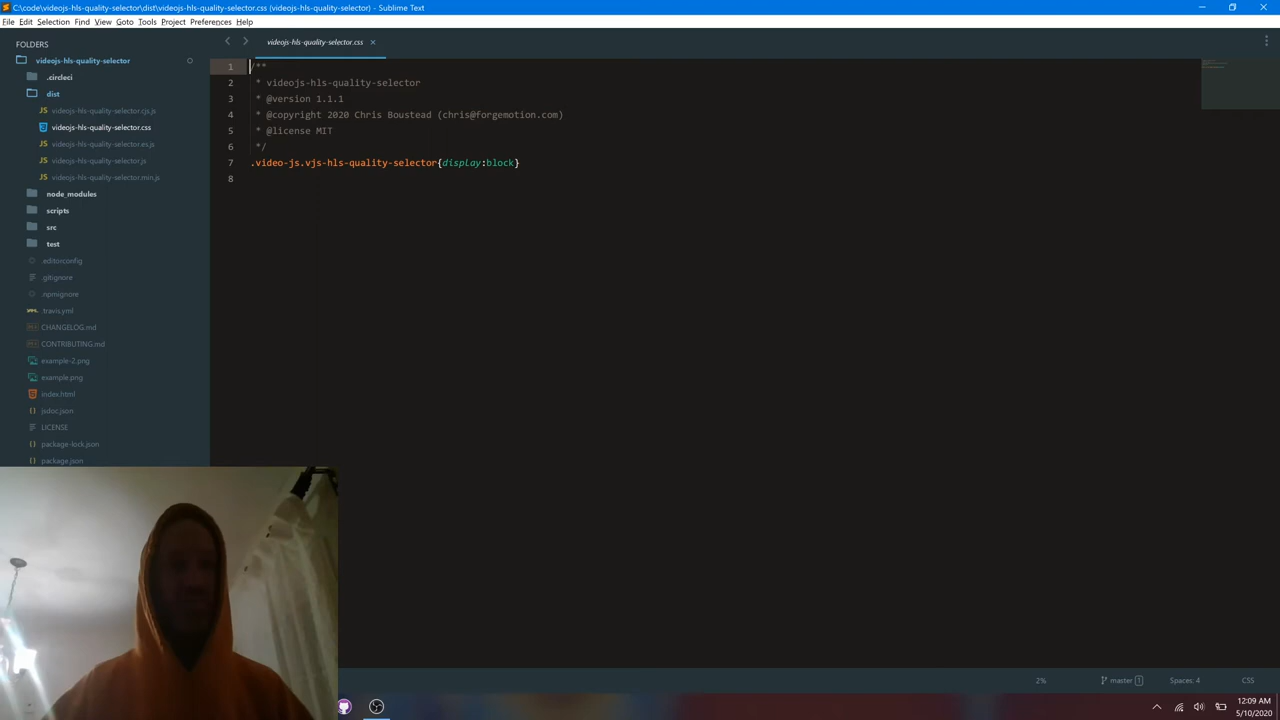 C:\code\videojs-hls-quality-selector\dist\videojs-hls-quality-selector.css (videojs-hls-quality-selector) - Sublime Text
File Edit Selection Find View Goto Tools Project Preferences Help
FOLDERS
videojs-hls-quality-selector
.circleci
dist
JS videojs-hls-quality-selector.cjs.js
videojs-hls-quality-selector.css
JS videojs-hls-quality-selector.es.js
JS videojs-hls-quality-selector.js
JS videojs-hls-quality-selector.min.js
node_modules
scripts
src
test
.editorconfig
.gitignore
.npmignore
.travis.yml
CHANGELOG.md
CONTRIBUTING.md
example-2.png
example.png
index.html
jsdoc.json
LICENSE
package-lock.json
package.json
videojs-hls-quality-selector.css
1 /**
2 * videojs-hls-quality-selector
3 * @version 1.1.1
4 * @copyright 2020 Chris Boustead (chris@forgemotion.com)
5 * @license MIT
6 */
7 .video-js.vjs-hls-quality-selector{display:block}
8
2% master 1 Spaces: 4 CSS
12:09 AM
5/10/2020